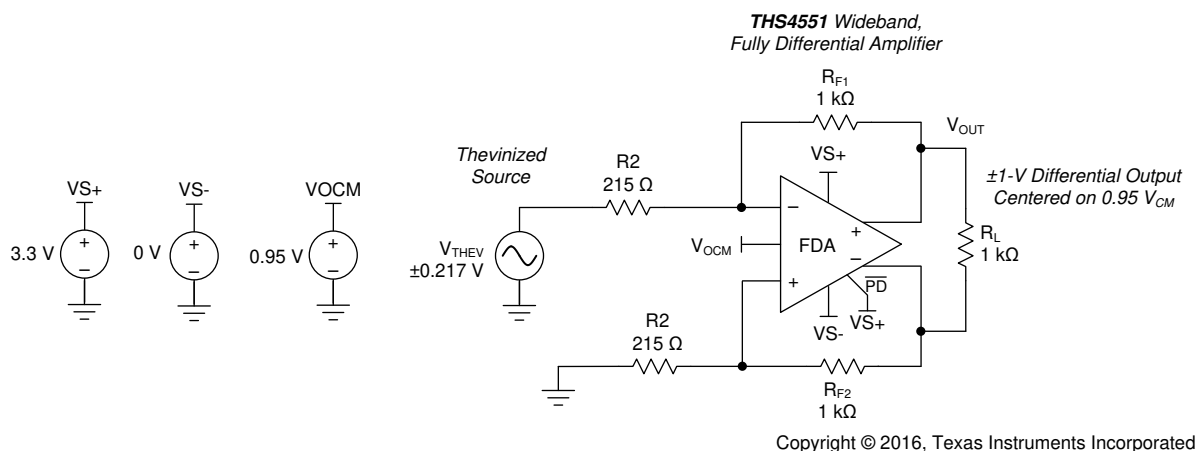 THS4551 Wideband,
Fully Differential Amplifier
RF1
1 kΩ
VOUT
Thevinized
Source
R2
215 Ω
VS+
±1-V Differential Output
Centered on 0.95 VCM
VS+
VS-
VOCM
3.3 V
+
−
0 V
+
−
0.95 V
+
−
VTHEV
±0.217 V
VOCM
−
+
FDA
+
−
RL
1 kΩ
PD
VS-
VS+
R2
215 Ω
RF2
1 kΩ
Copyright © 2016, Texas Instruments Incorporated